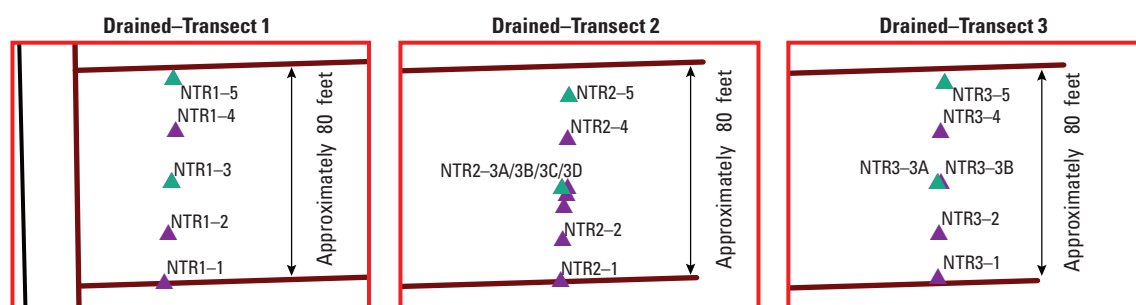 Drained–Transect 1
NTR1–5
NTR1–4
NTR1–3
NTR1–2
NTR1–1
Approximately 80 feet
Drained–Transect 2
NTR2–5
NTR2–4
NTR2–3A/3B/3C/3D
NTR2–2
NTR2–1
Approximately 80 feet
Drained–Transect 3
NTR3–5
NTR3–4
NTR3–3A NTR3–3B
NTR3–2
NTR3–1
Approximately 80 feet